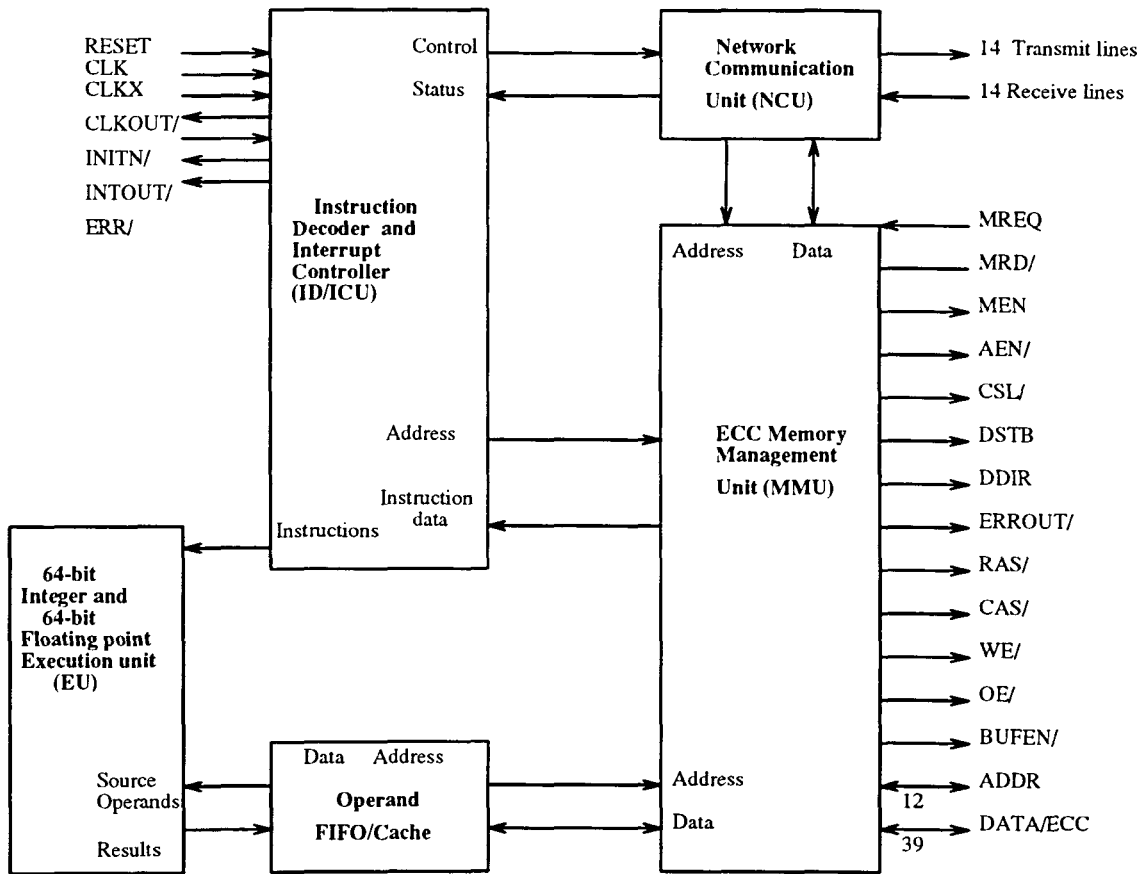 RESET
CLK
CLKX
CLKOUT/
INITN/
INTOUT/
ERR/
Control
Status
Instruction
Decoder and
Interrupt
Controller
(ID/ICU)
Address
Instruction
data
Instructions
Network
Communication
Unit (NCU)
14 Transmit lines
14 Receive lines
Address Data
ECC Memory
Management
Unit (MMU)
Address
Data
MREQ
MRD/
MEN
AEN/
CSL/
DSTB
DDIR
ERROUT/
RAS/
CAS/
WE/
OE/
BUFEN/
ADDR
12
DATA/ECC
39
64-bit
Integer and
64-bit
Floating point
Execution unit
(EU)
Source
Operands
Results
Data Address
Operand
FIFO/Cache